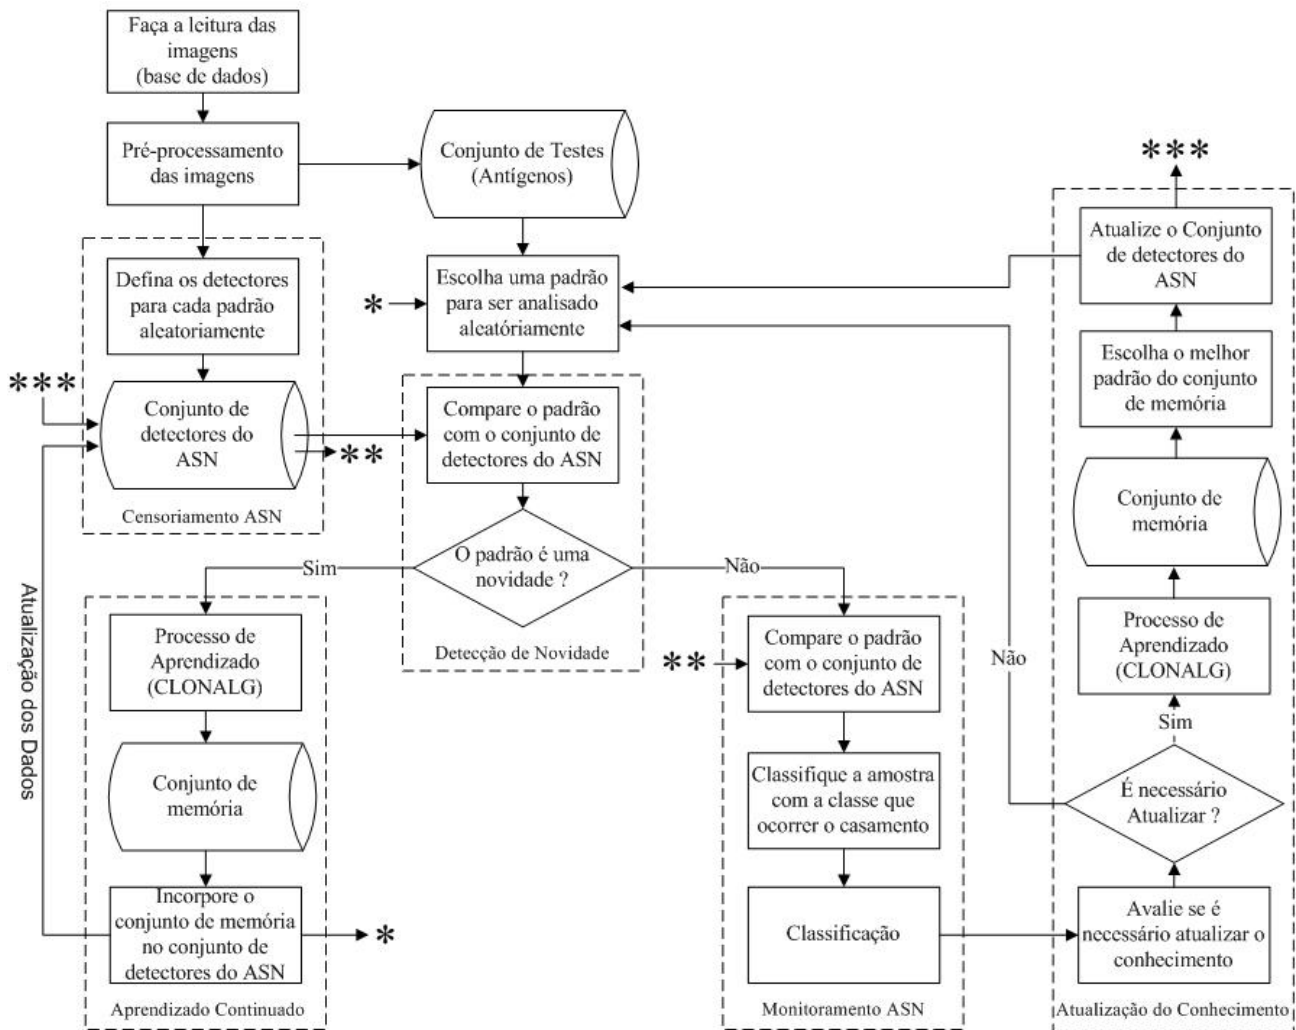 Faça a leitura das
imagens
(base de dados)
Pré-processamento
das imagens
Conjunto de Testes
(Antígenos)
Defina os detectores
para cada padrão
aleatoriamente
***
Conjunto de
detectores do
ASN
**
Censoriamento ASN
*
Escolha uma padrão
para ser analisado
aleatóriamente
Compare o padrão
com o conjunto de
detectores do ASN
O padrão é uma
novidade ?
Detecção de Novidade
Sim
Não
Processo de
Aprendizado
(CLONALG)
Conjunto de
memória
Incorpore o
conjunto de memória
no conjunto de
detectores do ASN
*
Aprendizado Continuado
Atualização dos Dados
**
Compare o padrão
com o conjunto de
detectores do ASN
Classifique a amostra
com a classe que
ocorrer o casamento
Classificação
Monitoramento ASN
***
Atualize o Conjunto
de detectores do
ASN
Escolha o melhor
padrão do conjunto
de memória
Conjunto de
memória
Processo de
Aprendizado
(CLONALG)
Sim
Não
É necessário
Atualizar ?
Avalie se é
necessário atualizar o
conhecimento
Atualização do Conhecimento